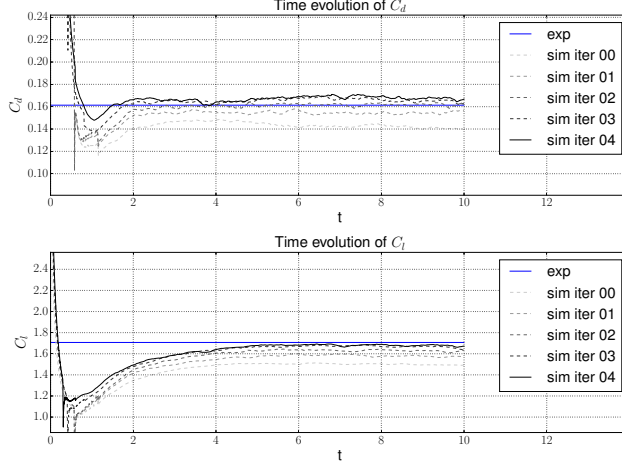 Time evolution of C_d
0.24
0.22
0.20
0.18
0.16
0.14
0.12
0.10
C_d
0 2 4 6 8 10 12
t
exp
sim iter 00
sim iter 01
sim iter 02
sim iter 03
sim iter 04
Time evolution of C_l
2.4
2.2
2.0
1.8
1.6
1.4
1.2
1.0
C_l
0 2 4 6 8 10 12
t
exp
sim iter 00
sim iter 01
sim iter 02
sim iter 03
sim iter 04